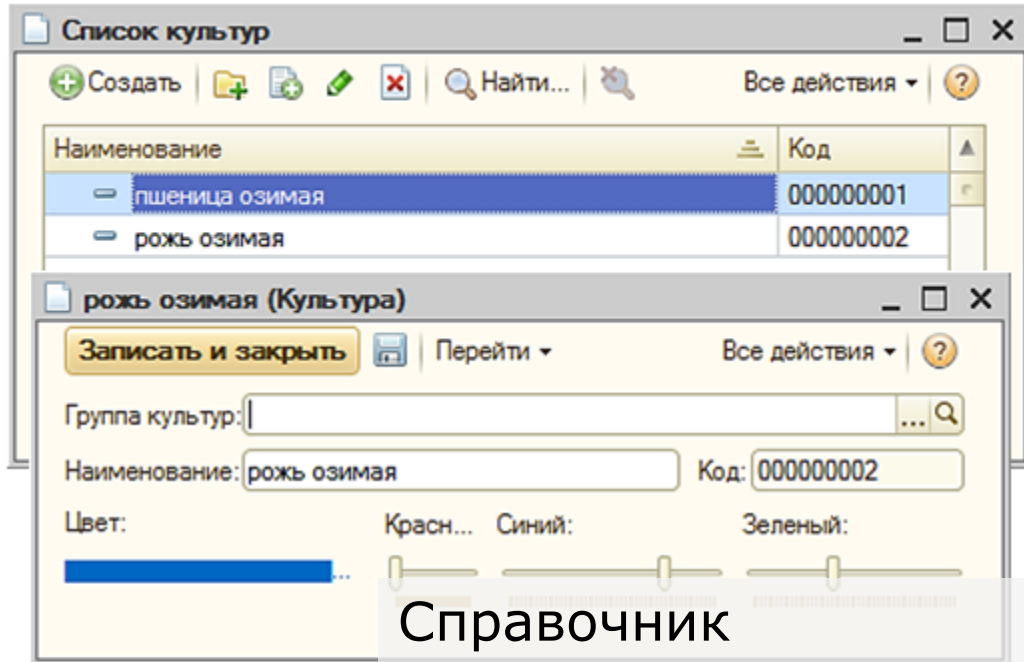 Список культур
Создать Найти... Все действия
Наименование Код
пшеница озимая 000000001
рожь озимая 000000002
рожь озимая (Культура)
Записать и закрыть Перейти Все действия
Группа культур: ...
Наименование: рожь озимая Код: 000000002
Цвет: Красн... Синий: Зеленый:
...
Справочник